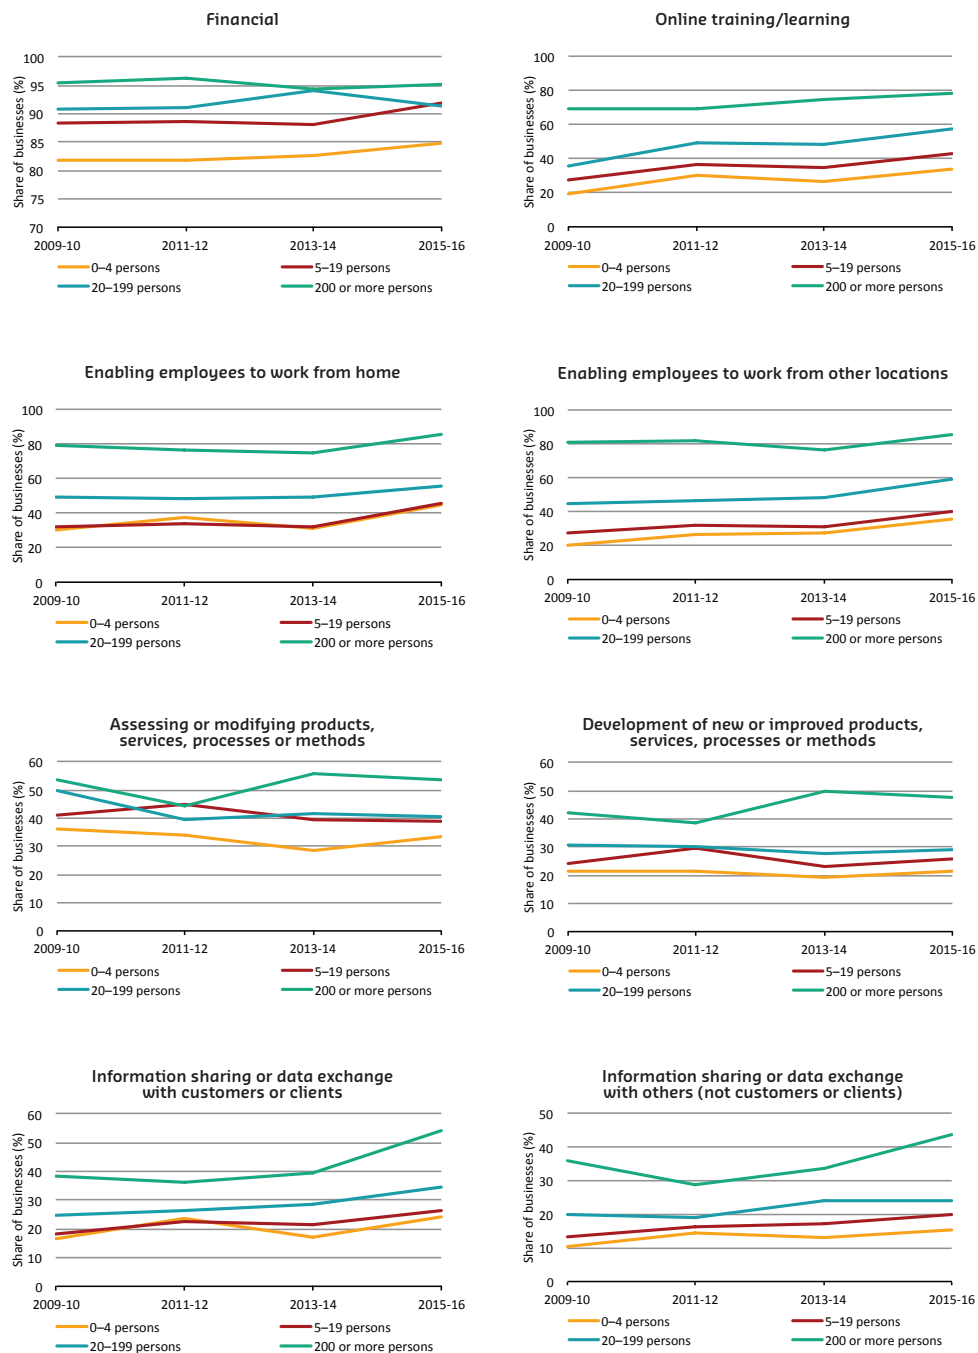 Financial
Share of businesses (%)
100
95
90
85
80
75
70
2009-10 2011-12 2013-14 2015-16
0–4 persons 5–19 persons
20–199 persons 200 or more persons
Online training/learning
Share of businesses (%)
100
80
60
40
20
0
2009-10 2011-12 2013-14 2015-16
0–4 persons 5–19 persons
20–199 persons 200 or more persons
Enabling employees to work from home
Share of businesses (%)
100
80
60
40
20
0
2009-10 2011-12 2013-14 2015-16
0–4 persons 5–19 persons
20–199 persons 200 or more persons
Enabling employees to work from other locations
Share of businesses (%)
100
80
60
40
20
0
2009-10 2011-12 2013-14 2015-16
0–4 persons 5–19 persons
20–199 persons 200 or more persons
Assessing or modifying products,
services, processes or methods
Share of businesses (%)
60
50
40
30
20
10
0
2009-10 2011-12 2013-14 2015-16
0–4 persons 5–19 persons
20–199 persons 200 or more persons
Development of new or improved products,
services, processes or methods
Share of businesses (%)
60
50
40
30
20
10
0
2009-10 2011-12 2013-14 2015-16
0–4 persons 5–19 persons
20–199 persons 200 or more persons
Information sharing or data exchange
with customers or clients
Share of businesses (%)
60
50
40
30
20
10
0
2009-10 2011-12 2013-14 2015-16
0–4 persons 5–19 persons
20–199 persons 200 or more persons
Information sharing or data exchange
with others (not customers or clients)
Share of businesses (%)
50
40
30
20
10
0
2009-10 2011-12 2013-14 2015-16
0–4 persons 5–19 persons
20–199 persons 200 or more persons